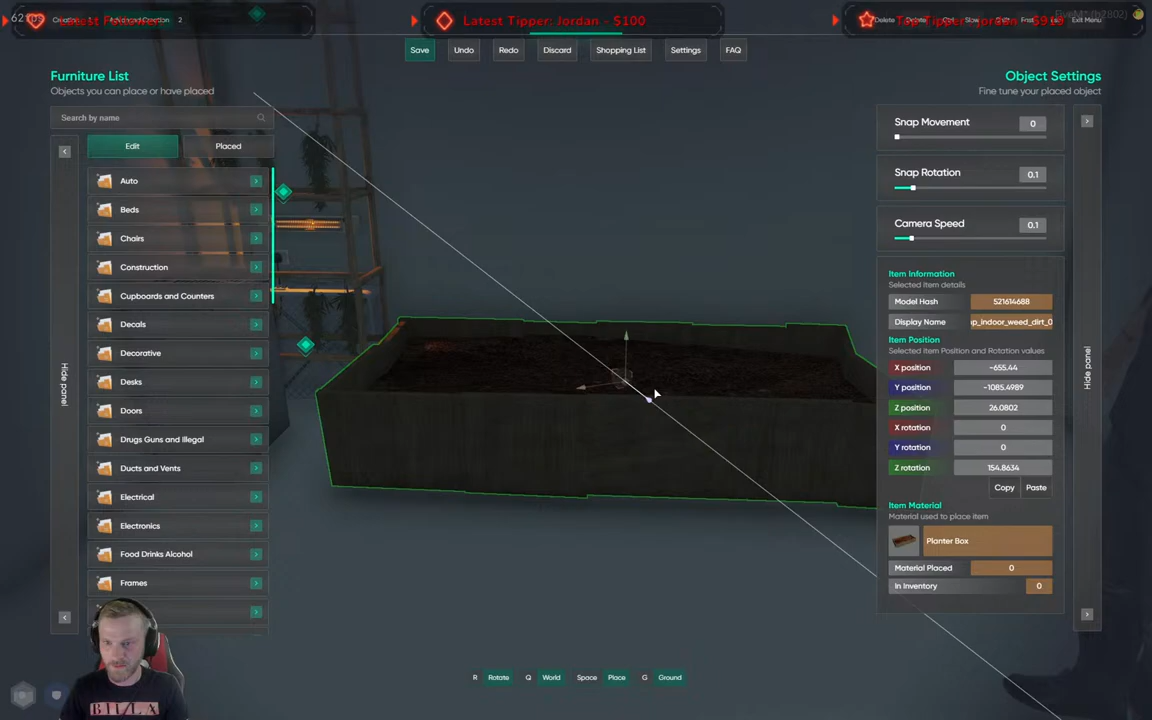 Latest Tipper: Jordan - $100
Save
Undo
Redo
Discard
Shopping List
Settings
FAQ
Furniture List
Objects you can place or have placed
Search by name
Edit
Placed
Auto
Beds
Chairs
Construction
Cupboards and Counters
Decals
Decorative
Desks
Doors
Drugs Guns and Illegal
Ducts and Vents
Electrical
Electronics
Food Drinks Alcohol
Frames
Hide panel
Object Settings
Fine tune your placed object
Snap Movement
0
Snap Rotation
0.1
Camera Speed
0.1
Item Information
Selected item details
Model Hash
521614688
Display Name
p_indoor_weed_dirt_0
Item Position
Selected Item Position and Rotation values
X position
-655.44
Y position
-1085.4989
Z position
26.0802
X rotation
0
Y rotation
0
Z rotation
154.8634
Copy
Paste
Item Material
Material used to place item
Planter Box
Material Placed
0
In Inventory
0
Hide panel
R
Rotate
Q
World
Space
Place
G
Ground